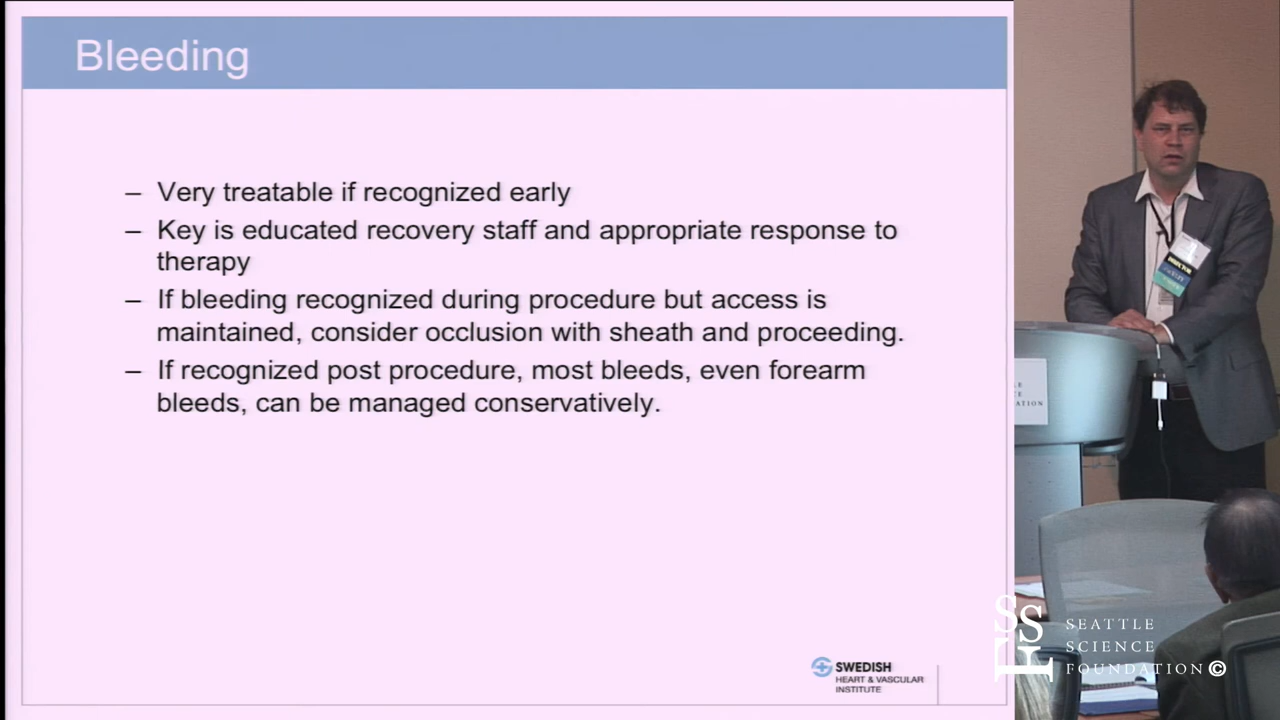 Bleeding
– Very treatable if recognized early
– Key is educated recovery staff and appropriate response to
therapy
– If bleeding recognized during procedure but access is
maintained, consider occlusion with sheath and proceeding.
– If recognized post procedure, most bleeds, even forearm
bleeds, can be managed conservatively.
SWEDISH
HEART & VASCULAR
INSTITUTE
SSF
SEATTLE
SCIENCE
FOUNDATION©